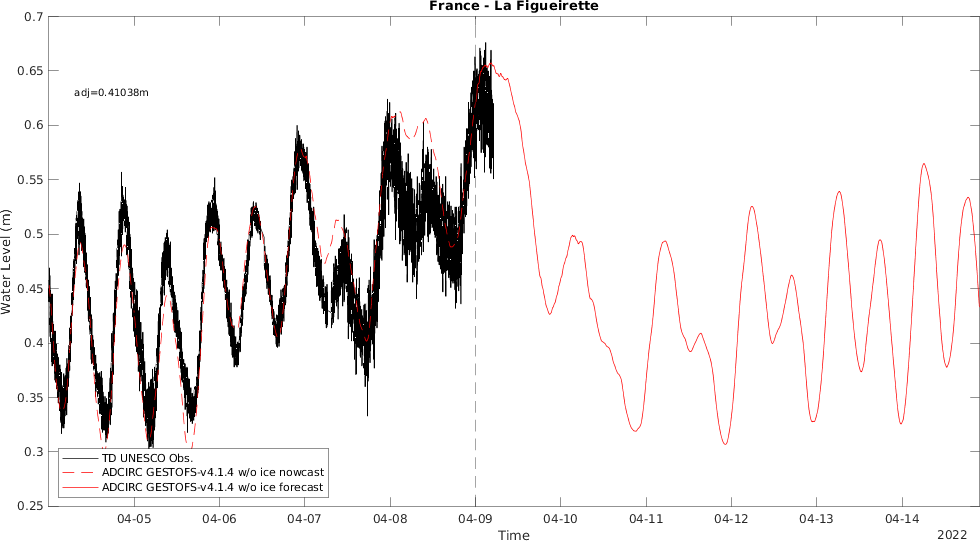 France - La Figueirette
0.7
0.65
0.6
0.55
0.5
0.45
0.4
0.35
0.3
0.25
Water Level (m)
adj=0.41038m
TD UNESCO Obs.
ADCIRC GESTOFS-v4.1.4 w/o ice nowcast
ADCIRC GESTOFS-v4.1.4 w/o ice forecast
04-05 04-06 04-07 04-08 04-09 04-10 04-11 04-12 04-13 04-14
Time
2022